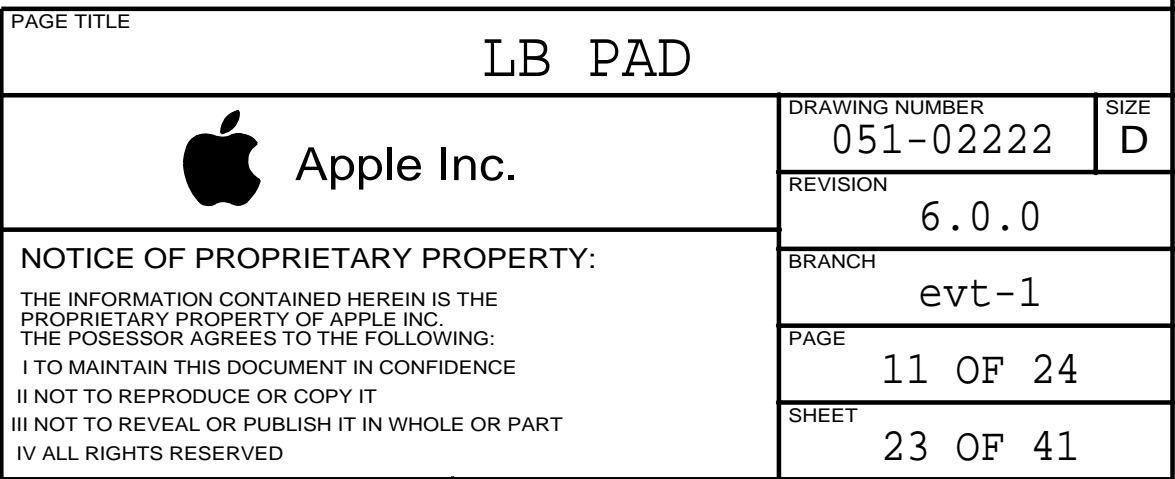 PAGE TITLE
LB PAD
Apple Inc.
DRAWING NUMBER
051-02222
SIZE
D
REVISION
6.0.0
NOTICE OF PROPRIETARY PROPERTY:
THE INFORMATION CONTAINED HEREIN IS THE
PROPRIETARY PROPERTY OF APPLE INC.
THE POSESSOR AGREES TO THE FOLLOWING:
I TO MAINTAIN THIS DOCUMENT IN CONFIDENCE
II NOT TO REPRODUCE OR COPY IT
III NOT TO REVEAL OR PUBLISH IT IN WHOLE OR PART
IV ALL RIGHTS RESERVED
BRANCH
evt-1
PAGE
11 OF 24
SHEET
23 OF 41